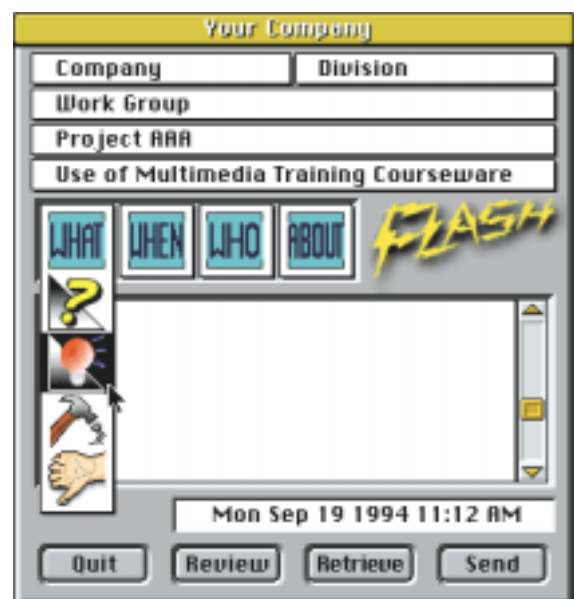 Your Company
Company Division
Work Group
Project AAA
Use of Multimedia Training Courseware
WHAT WHEN WHO ABOUT FLASH
?
Mon Sep 19 1994 11:12 AM
Quit Review Retrieve Send